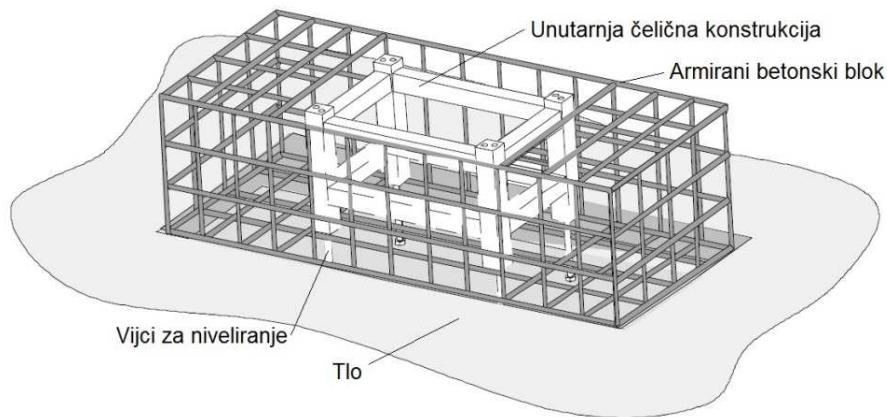 Unutarnja čelična konstrukcija
Armirani betonski blok
Vijci za niveliranje
Tlo